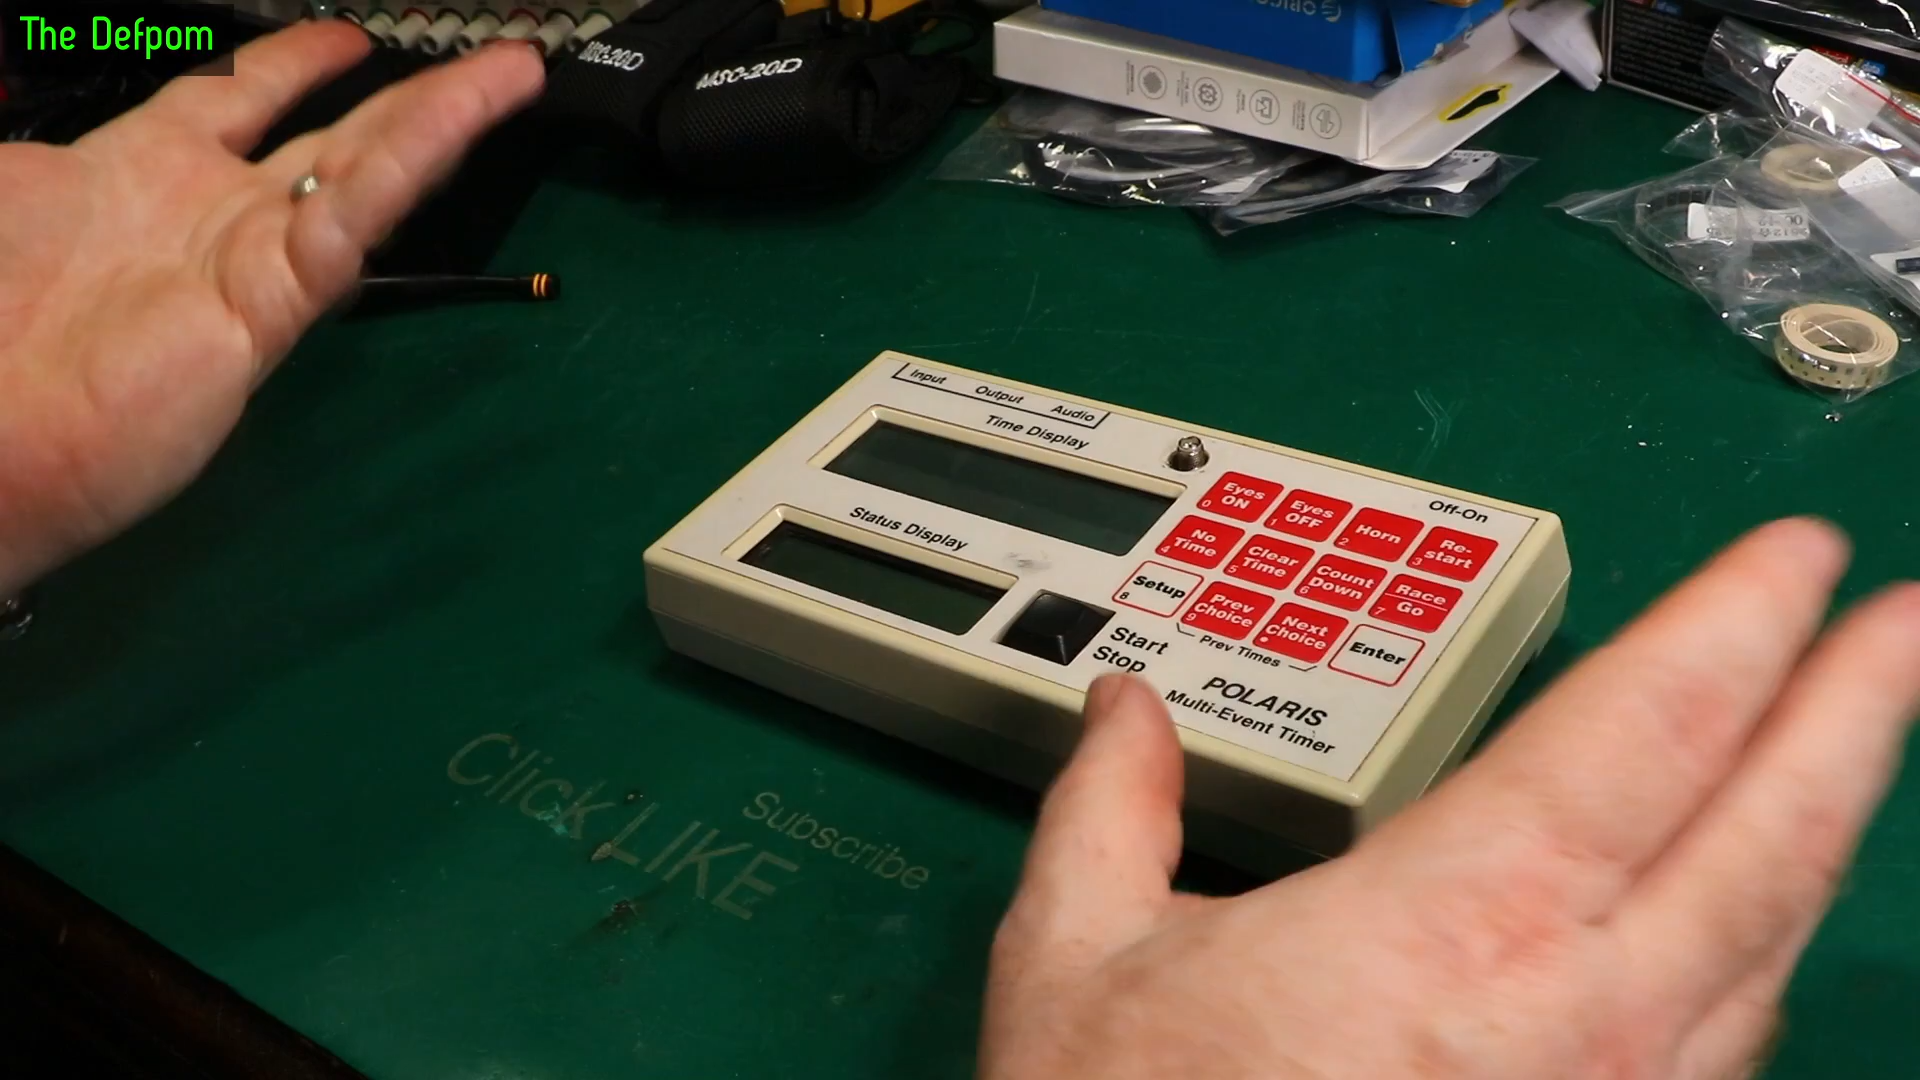 The Defpom
MSC-20D
MSC-20D
Input Output Audio
Time Display
Status Display
Off-On
Eyes
ON
0
Eyes
OFF
1
Horn
2
Re-
start
3
No
Time
4
Clear
Time
5
Count
Down
6
Race
Go
7
Setup
8
Prev
Choice
9
Next
Choice
Enter
Prev Times
Start
Stop
POLARIS
Multi-Event Timer
Click LIKE
Subscribe